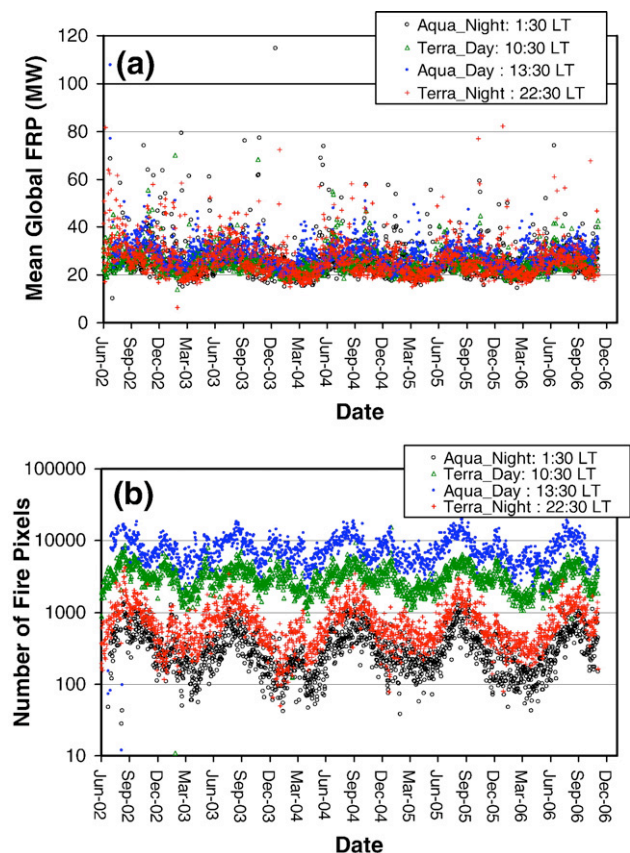 Aqua_Night: 1:30 LT
Terra_Day: 10:30 LT
Aqua_Day : 13:30 LT
Terra_Night : 22:30 LT
(a)
120
100
80
60
40
20
0
Mean Global FRP (MW)
Jun-02
Sep-02
Dec-02
Mar-03
Jun-03
Sep-03
Dec-03
Mar-04
Jun-04
Sep-04
Dec-04
Mar-05
Jun-05
Sep-05
Dec-05
Mar-06
Jun-06
Sep-06
Dec-06
Date
Aqua_Night: 1:30 LT
Terra_Day: 10:30 LT
Aqua_Day : 13:30 LT
Terra_Night : 22:30 LT
(b)
100000
10000
1000
100
10
Number of Fire Pixels
Jun-02
Sep-02
Dec-02
Mar-03
Jun-03
Sep-03
Dec-03
Mar-04
Jun-04
Sep-04
Dec-04
Mar-05
Jun-05
Sep-05
Dec-05
Mar-06
Jun-06
Sep-06
Dec-06
Date